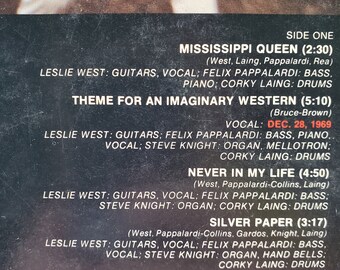 SIDE ONE
MISSISSIPPI QUEEN (2:30)
(West, Laing, Pappalardi, Rea)
LESLIE WEST: GUITARS, VOCAL; FELIX PAPPALARDI: BASS,
PIANO; CORKY LAING: DRUMS
THEME FOR AN IMAGINARY WESTERN (5:10)
(Bruce-Brown)
VOCAL: DEC. 28, 1969
LESLIE WEST: GUITARS; FELIX PAPPALARDI: BASS, PIANO,
VOCAL; STEVE KNIGHT: ORGAN, MELLOTRON;
CORKY LAING: DRUMS
NEVER IN MY LIFE (4:50)
(West, Pappalardi-Collins, Laing)
LESLIE WEST: GUITARS, VOCAL; FELIX PAPPALARDI: BASS,
VOCAL; STEVE KNIGHT: ORGAN; CORKY LAING: DRUMS
SILVER PAPER (3:17)
(West, Pappalardi-Collins, Gardos, Knight, Laing)
LESLIE WEST: GUITARS, VOCAL; FELIX PAPPALARDI: BASS,
VOCAL; STEVE KNIGHT: ORGAN, HAND BELLS;
CORKY LAING: DRUMS